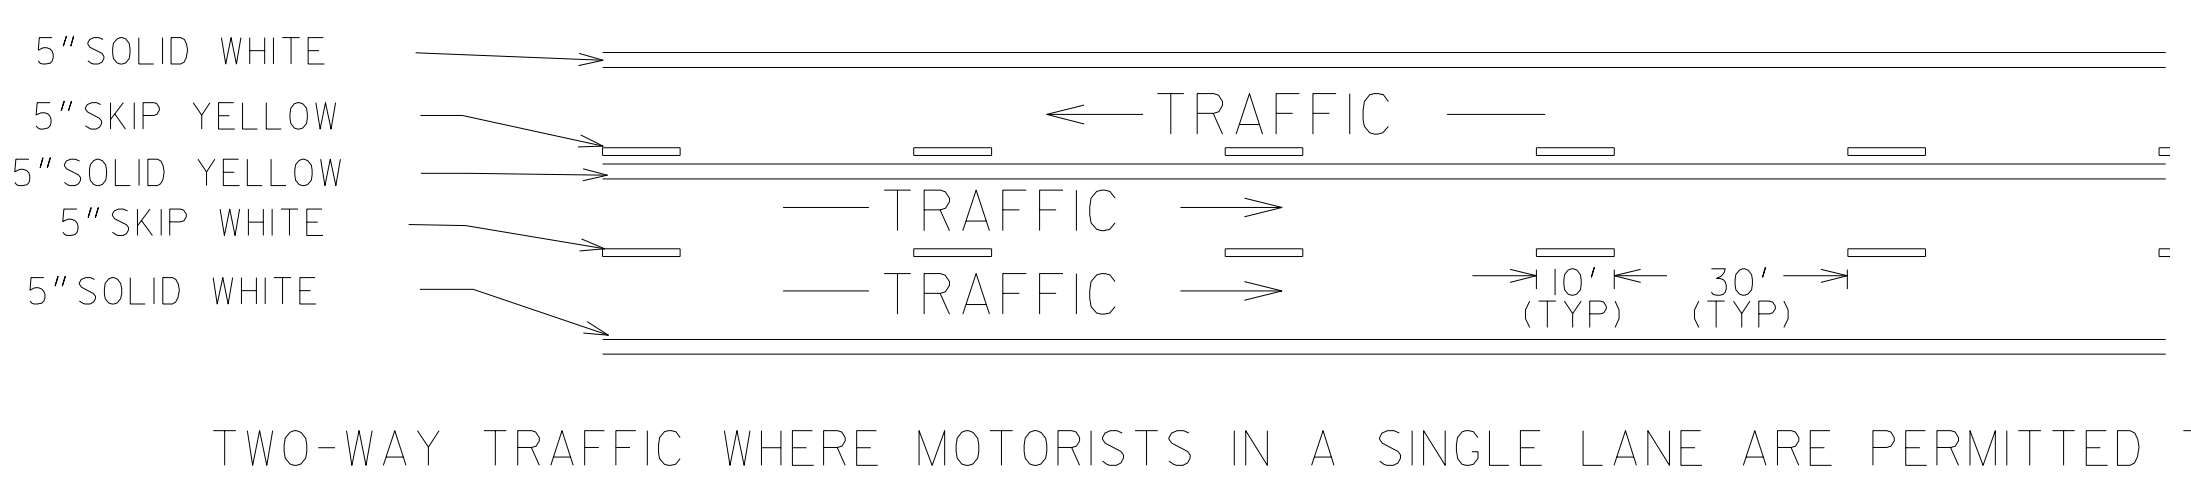 5"SOLID WHITE
5"SKIP YELLOW
TRAFFIC
5"SOLID YELLOW
TRAFFIC
5"SKIP WHITE
5"SOLID WHITE
TRAFFIC
10' 30'
(TYP) (TYP)
TWO-WAY TRAFFIC WHERE MOTORISTS IN A SINGLE LANE ARE PERMITTED